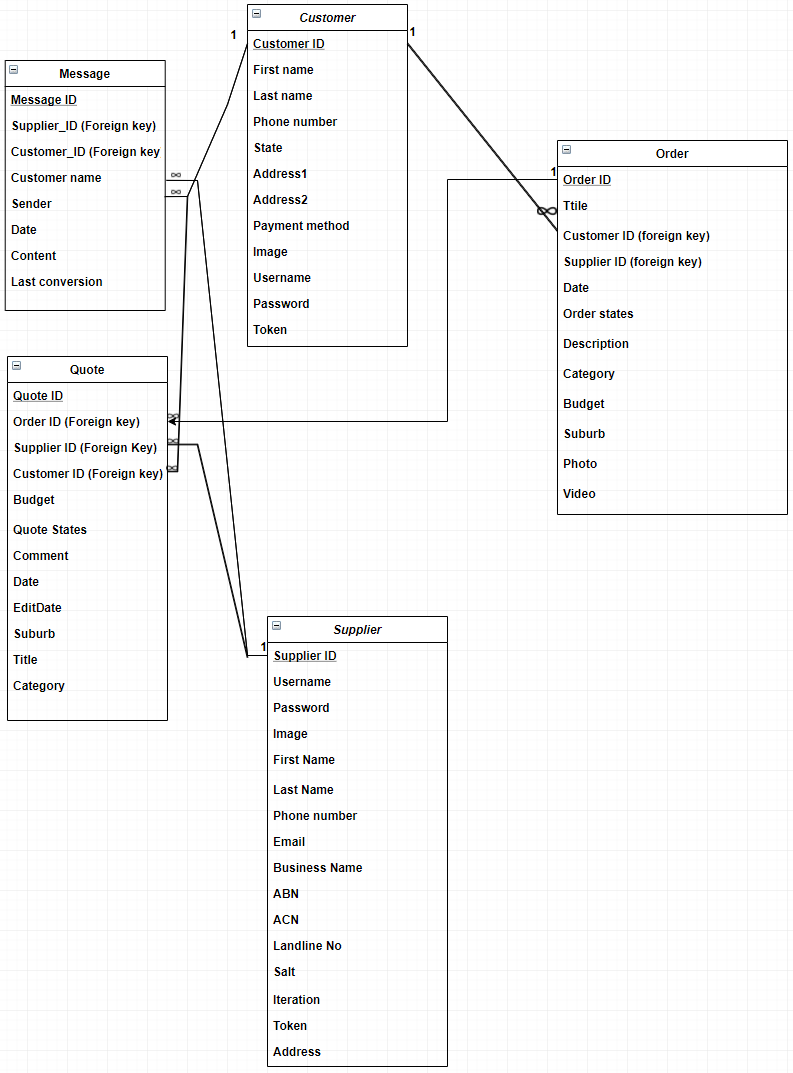 Customer
Customer ID
First name
Last name
Phone number
State
Address1
Address2
Payment method
Image
Username
Password
Token
1
1
Message
Message ID
Supplier_ID (Foreign key)
Customer_ID (Foreign key
Customer name
Sender
Date
Content
Last conversion
∞
∞
Order
1
Order ID
Ttile
∞
Customer ID (foreign key)
Supplier ID (foreign key)
Date
Order states
Description
Category
Budget
Suburb
Photo
Video
Quote
Quote ID
Order ID (Foreign key)
Supplier ID (Foreign Key)
Customer ID (Foreign key)
Budget
Quote States
Comment
Date
EditDate
Suburb
Title
Category
∞
∞
∞
Supplier
1
Supplier ID
Username
Password
Image
First Name
Last Name
Phone number
Email
Business Name
ABN
ACN
Landline No
Salt
Iteration
Token
Address